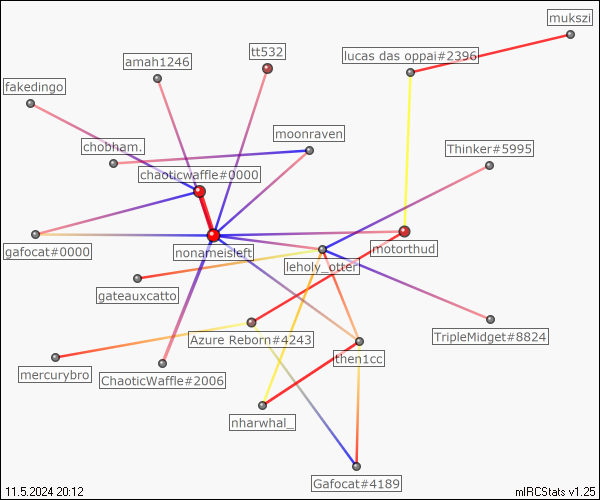 mukszi
tt532
lucas das oppai#2396
amah1246
fakedingo
moonraven
chobham.
Thinker#5995
chaoticwaffle#0000
gafocat#0000
nonameisleft
motorthud
leholy_otter
gateauxcatto
Azure Reborn#4243
TripleMidget#8824
then1cc
mercurybro
ChaoticWaffle#2006
nharwhal_
Gafocat#4189
11.5.2024 20:12
mIRCStats v1.25